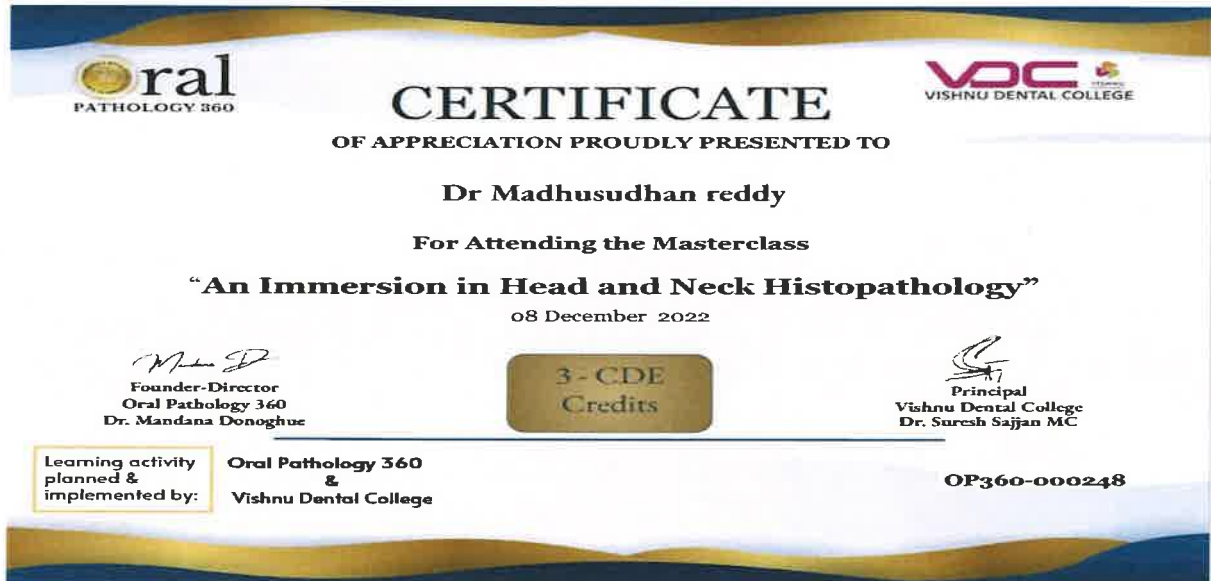 Oral
PATHOLOGY 360
VDC
VISHNU DENTAL COLLEGE
CERTIFICATE
OF APPRECIATION PROUDLY PRESENTED TO
Dr Madhusudhan reddy
For Attending the Masterclass
“An Immersion in Head and Neck Histopathology”
08 December 2022
3 - CDE
Credits
Founder-Director
Oral Pathology 360
Dr. Mandana Donoghue
Principal
Vishnu Dental College
Dr. Suresh Sajjan MC
Learning activity
planned &
implemented by:
Oral Pathology 360
&
Vishnu Dental College
OP360-000248